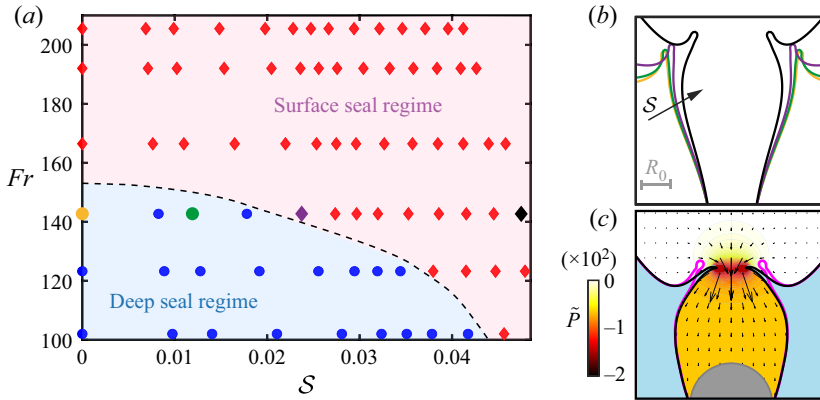 (a)
200
180
160
Fr
140
120
100
0
0.01
0.02
0.03
0.04
S
Surface seal regime
Deep seal regime
(b)
S
R0
(c)
(×10²)
0
−1
−2
P̃